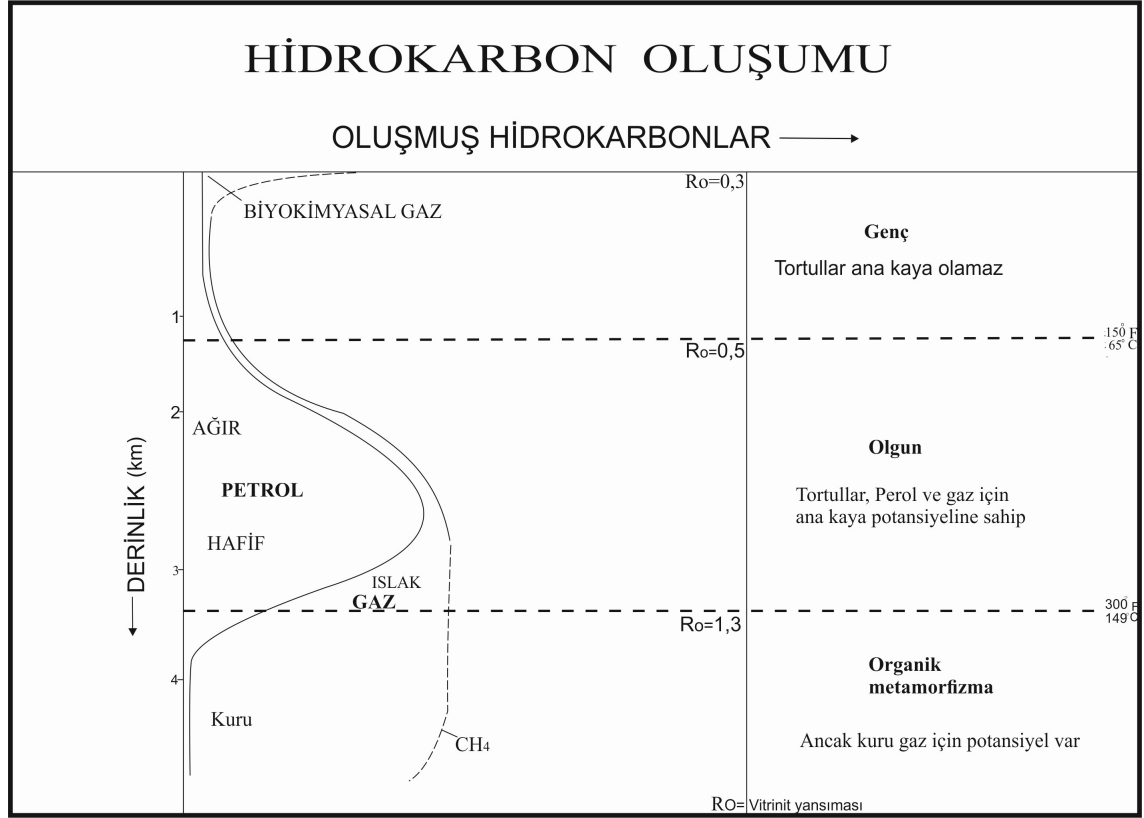 HİDROKARBON OLUŞUMU
OLUŞMUŞ HİDROKARBONLAR
Ro=0,3
BİYOKİMYASAL GAZ
Genç
Tortullar ana kaya olamaz
1
150° F
65° C
Ro=0,5
2
AĞIR
DERİNLİK (km)
PETROL
HAFİF
Olgun
Tortullar, Perol ve gaz için
ana kaya potansiyeline sahip
3
ISLAK
GAZ
300° F
149°C
Ro=1,3
Organik
metamorfizma
4
Kuru
CH4
Ancak kuru gaz için potansiyel var
RO= Vitrinit yansıması